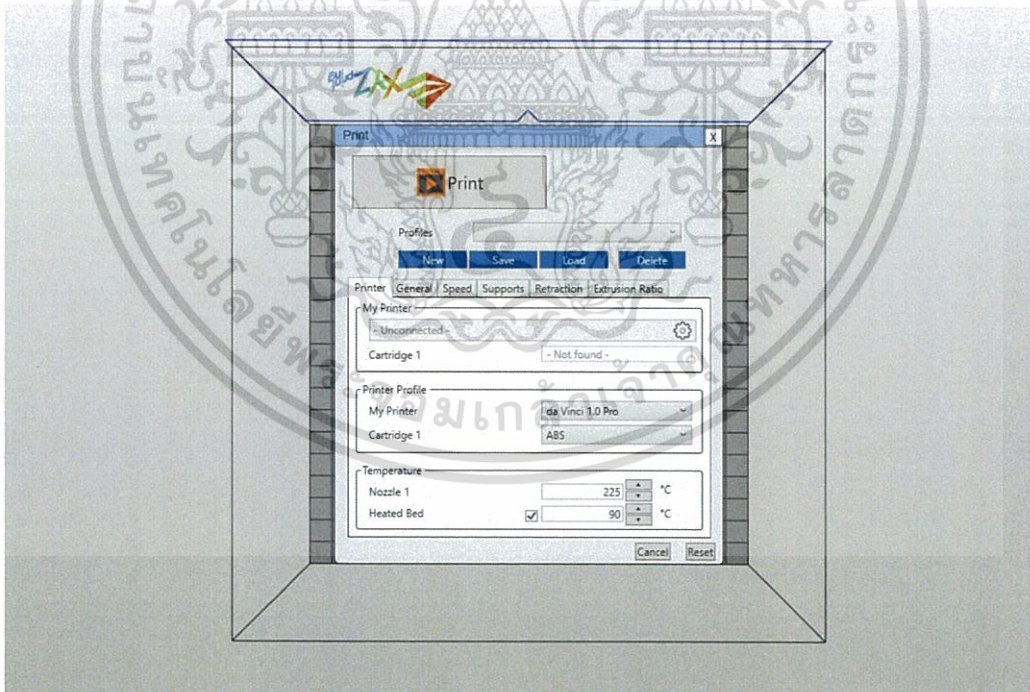 Print
X
Print
Profiles
New Save Load Delete
Printer General Speed Supports Retraction Extrusion Ratio
My Printer
- Unconnected -
Cartridge 1 - Not found -
Printer Profile
My Printer da Vinci 1.0 Pro
Cartridge 1 ABS
Temperature
Nozzle 1 225 °C
Heated Bed 90 °C
Cancel Reset